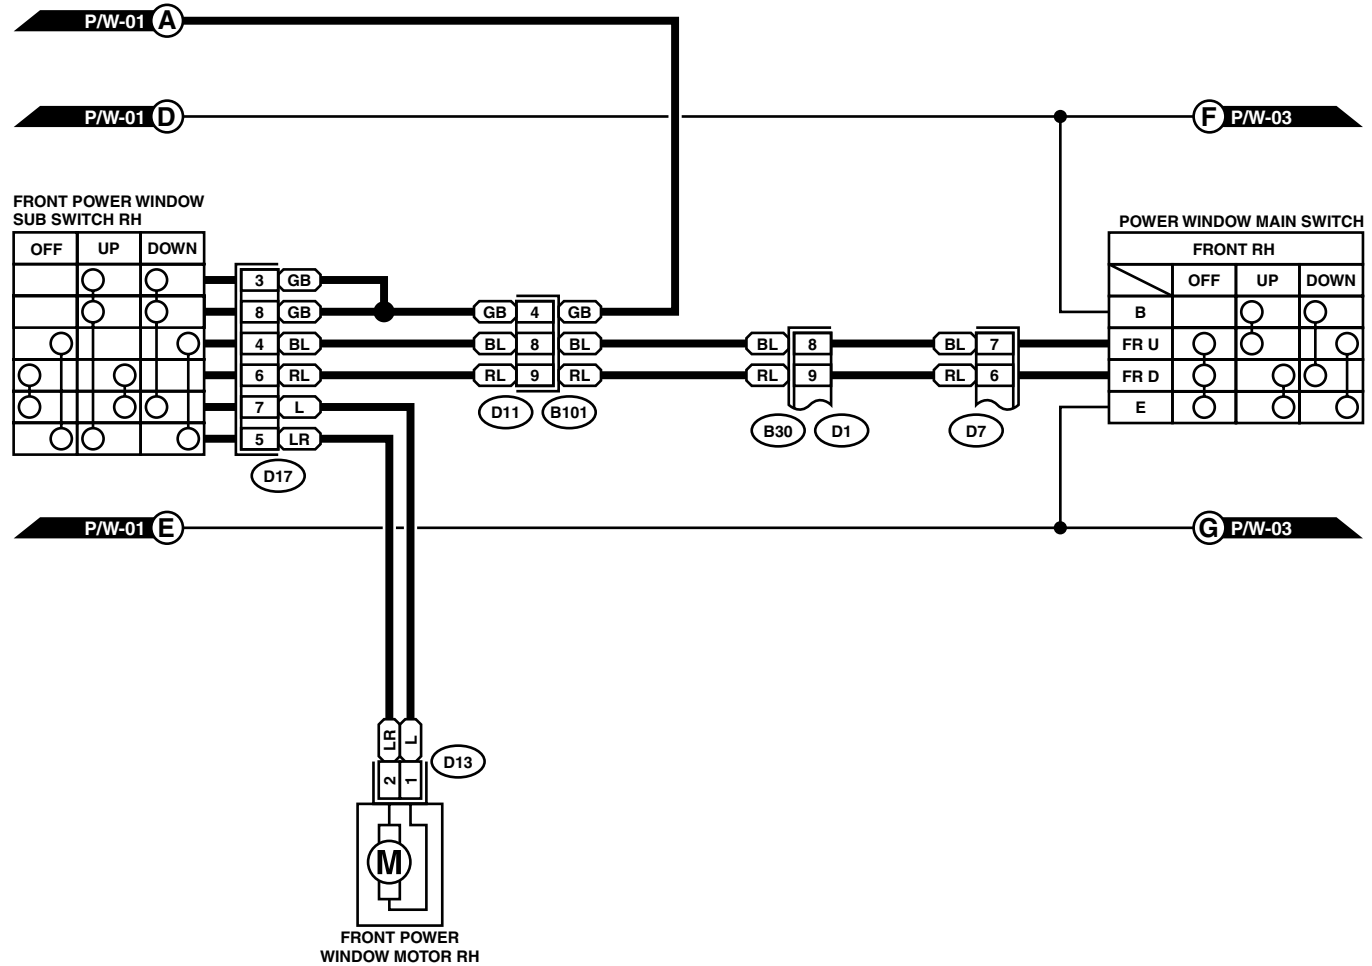 P/W-01 A
P/W-01 D
F P/W-03
FRONT POWER WINDOW
SUB SWITCH RH
POWER WINDOW MAIN SWITCH
OFF UP DOWN
FRONT RH
OFF UP DOWN
3 GB
8 GB GB 4 GB
B
4 BL BL 8 BL BL 8 BL 7
FR U
6 RL RL 9 RL RL 9 RL 6
FR D
7 L
E
D11 B101
B30 D1 D7
5 LR
D17
P/W-01 E
G P/W-03
LR L
D13
2 1
M
FRONT POWER
WINDOW MOTOR RH